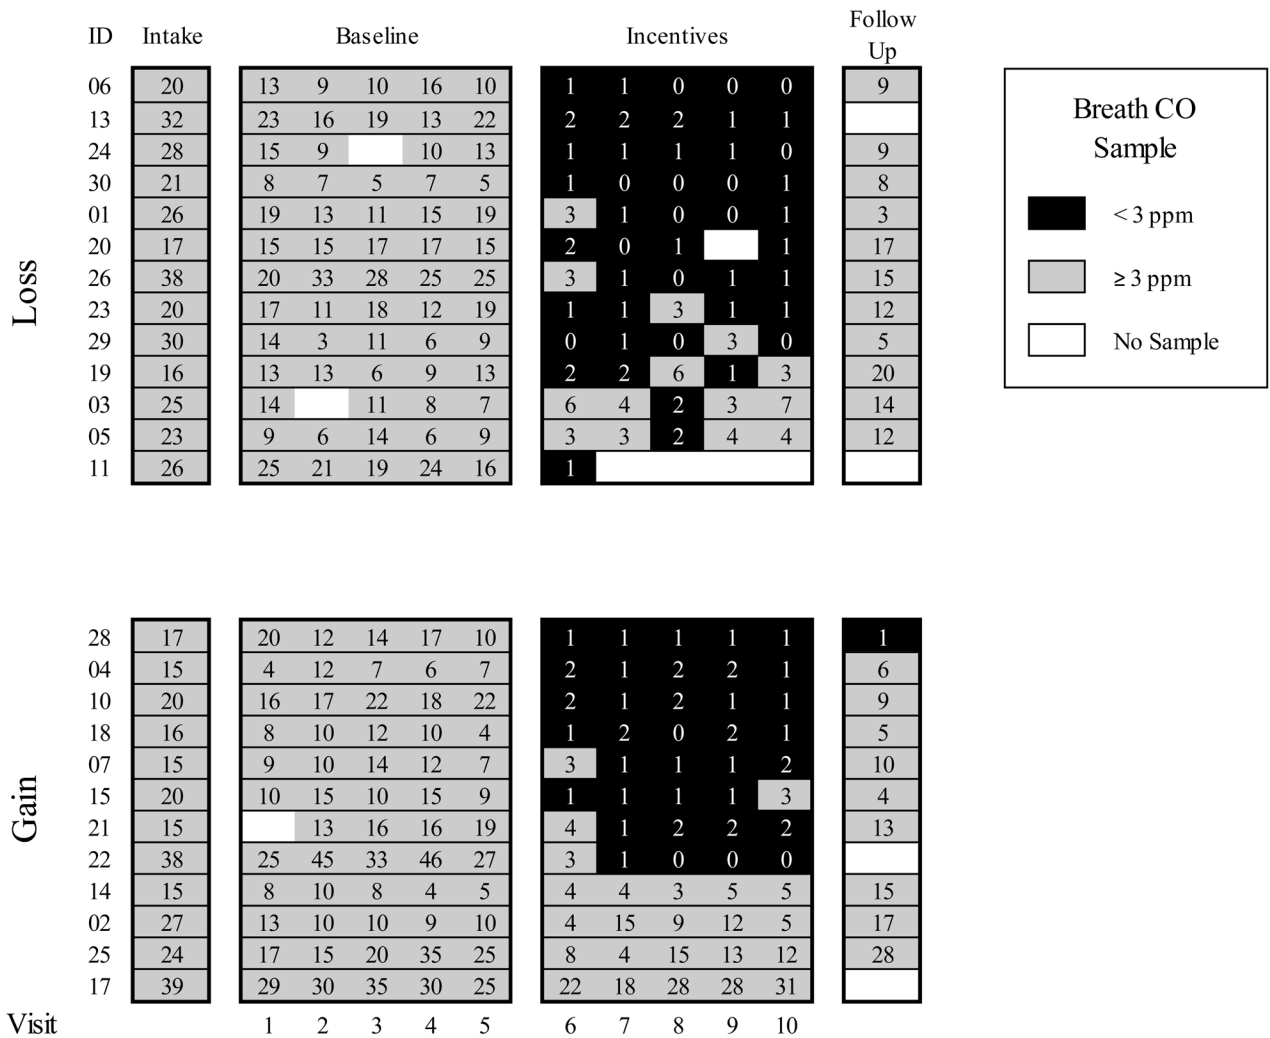 Follow
Up
ID Intake Baseline Incentives
06 20 13 9 10 16 10 1 1 0 0 0 9
13 32 23 16 19 13 22 2 2 2 1 1
24 28 15 9 10 13 1 1 1 1 0 9
30 21 8 7 5 7 5 1 0 0 0 1 8
01 26 19 13 11 15 19 3 1 0 0 1 3
20 17 15 15 17 17 15 2 0 1 1 17
26 38 20 33 28 25 25 3 1 0 1 1 15
23 20 17 11 18 12 19 1 1 3 1 1 12
29 30 14 3 11 6 9 0 1 0 3 0 5
19 16 13 13 6 9 13 2 2 6 1 3 20
03 25 14 11 8 7 6 4 2 3 7 14
05 23 9 6 14 6 9 3 3 2 4 4 12
11 26 25 21 19 24 16 1
Loss
Breath CO
Sample
< 3 ppm
≥ 3 ppm
No Sample
28 17 20 12 14 17 10 1 1 1 1 1 1
04 15 4 12 7 6 7 2 1 2 2 1 6
10 20 16 17 22 18 22 2 1 2 1 1 9
18 16 8 10 12 10 4 1 2 0 2 1 5
07 15 9 10 14 12 7 3 1 1 1 2 10
15 20 10 15 10 15 9 1 1 1 1 3 4
21 15 13 16 16 19 4 1 2 2 2 13
22 38 25 45 33 46 27 3 1 0 0 0
14 15 8 10 8 4 5 4 4 3 5 5 15
02 27 13 10 10 9 10 4 15 9 12 5 17
25 24 17 15 20 35 25 8 4 15 13 12 28
17 39 29 30 35 30 25 22 18 28 28 31
Gain
Visit 1 2 3 4 5 6 7 8 9 10